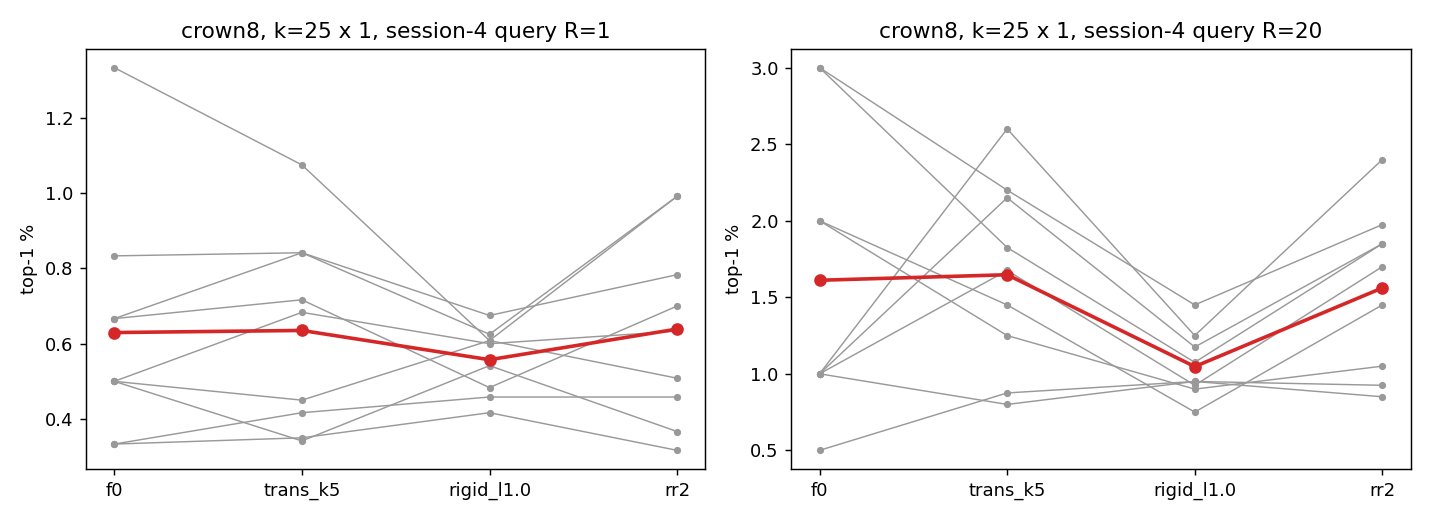 crown8, k=25 x 1, session-4 query R=1
top-1 %
1.2
1.0
0.8
0.6
0.4
f0
trans_k5
rigid_l1.0
rr2
crown8, k=25 x 1, session-4 query R=20
top-1 %
3.0
2.5
2.0
1.5
1.0
0.5
f0
trans_k5
rigid_l1.0
rr2